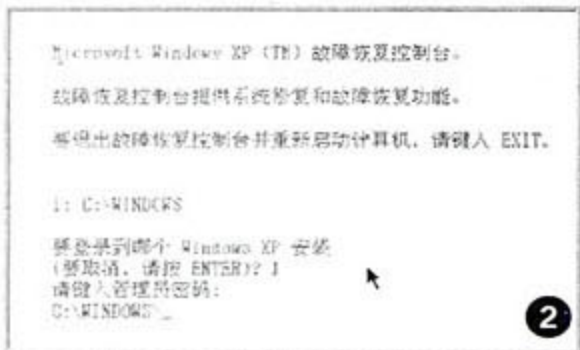 Microsoft Windows XP (TM) 故障恢复控制台。
故障恢复控制台提供系统修复和故障恢复功能。
要退出故障恢复控制台并重新启动计算机，请键入 EXIT。
1: C:\WINDOWS
要登录到哪个 Windows XP 安装
(要取消，请按 ENTER)? 1
请键入管理员密码:
C:\WINDOWS\_
2